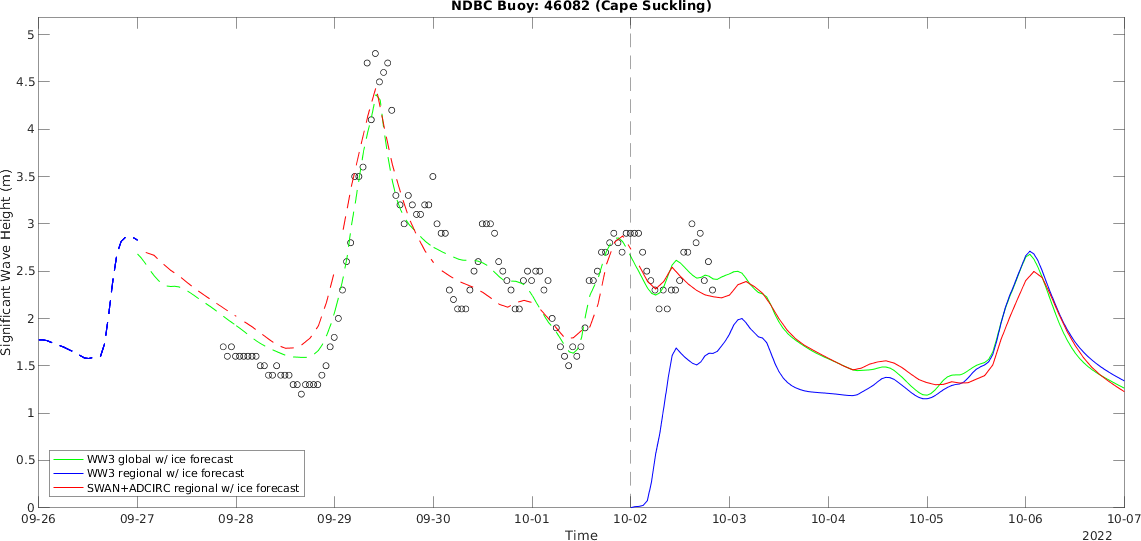 NDBC Buoy: 46082 (Cape Suckling)
5
4.5
4
3.5
3
2.5
2
1.5
1
0.5
0
Significant Wave Height (m)
WW3 global w/ ice forecast
WW3 regional w/ ice forecast
SWAN+ADCIRC regional w/ ice forecast
09-26 09-27 09-28 09-29 09-30 10-01 10-02 10-03 10-04 10-05 10-06 10-07
Time
2022